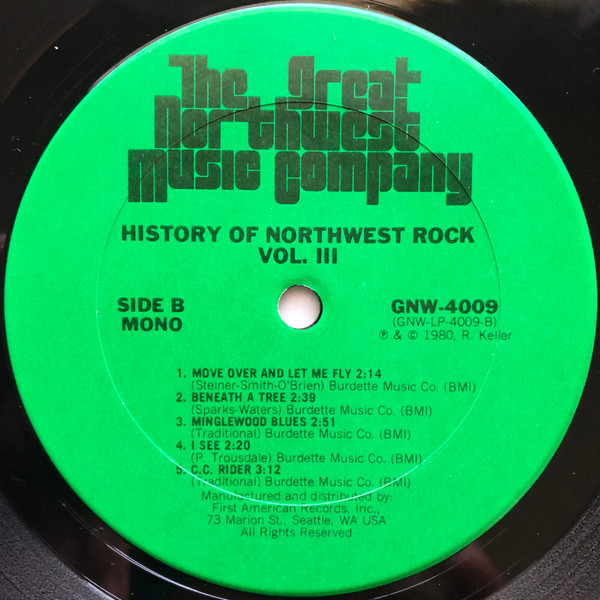 The Great
Northwest
Music Company
HISTORY OF NORTHWEST ROCK
VOL. III
SIDE B
MONO
GNW-4009
(GNW-LP-4009-B)
℗ & © 1980, R. Keller
1. MOVE OVER AND LET ME FLY 2:14
(Steiner-Smith-O'Brien) Burdette Music Co. (BMI)
2. BENEATH A TREE 2:39
(Sparks-Waters) Burdette Music Co. (BMI)
3. MINGLEWOOD BLUES 2:51
(Traditional) Burdette Music Co. (BMI)
4. I SEE 2:20
(P. Trousdale) Burdette Music Co. (BMI)
5. C.C. RIDER 3:12
(Traditional) Burdette Music Co. (BMI)
Manufactured and distributed by:
First American Records, Inc.,
73 Marion St., Seattle, WA USA
All Rights Reserved